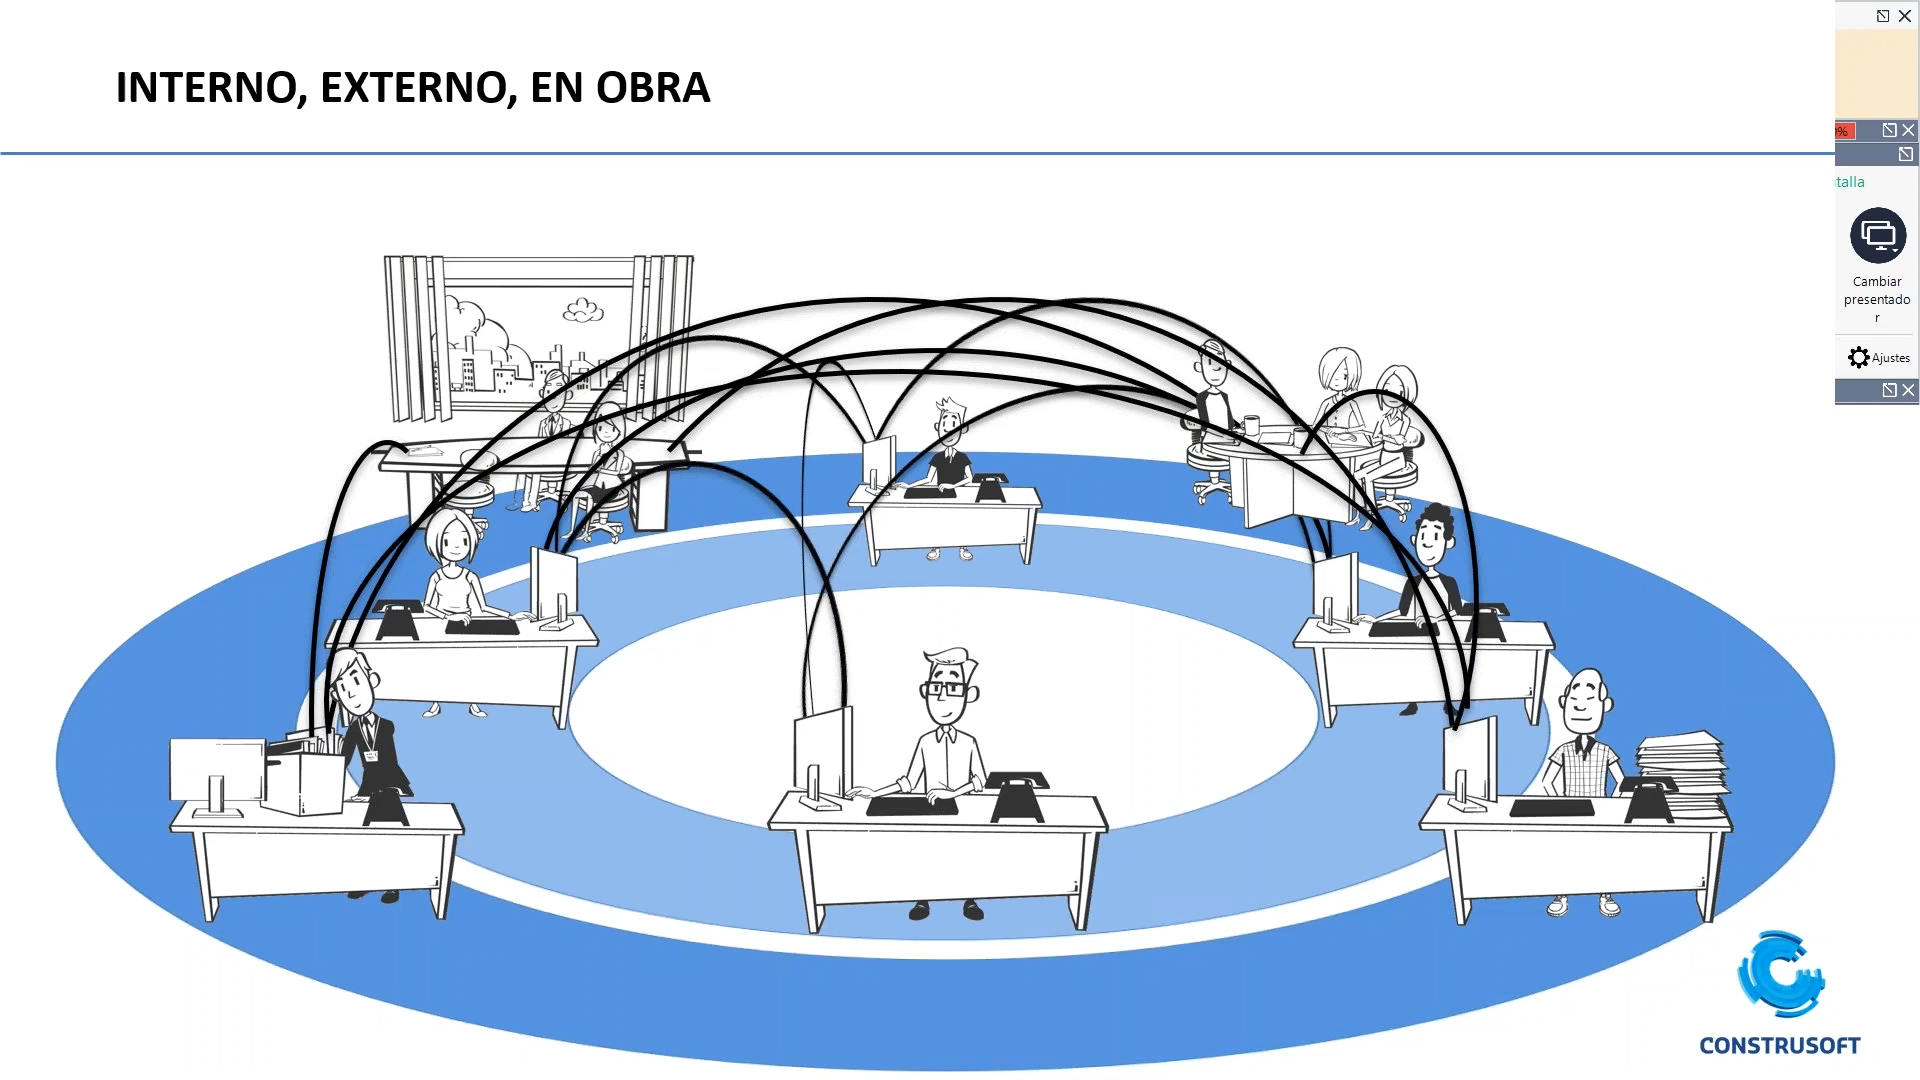 INTERNO, EXTERNO, EN OBRA
%
talla
Cambiar
presentado
r
Ajustes
CONSTRUSOFT